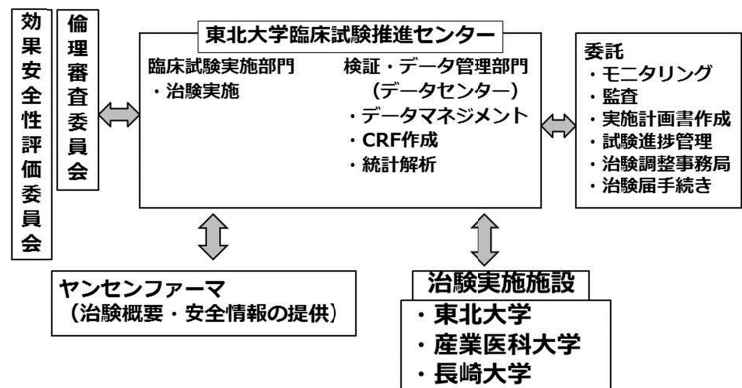 効果安全性評価委員会
倫理審査委員会
東北大学臨床試験推進センター
臨床試験実施部門
・治験実施
検証・データ管理部門
（データセンター）
・データマネジメント
・CRF作成
・統計解析
委託
・モニタリング
・監査
・実施計画書作成
・試験進捗管理
・治験調整事務局
・治験届手続き
ヤンセンファーマ
（治験概要・安全情報の提供）
治験実施施設
・東北大学
・産業医科大学
・長崎大学